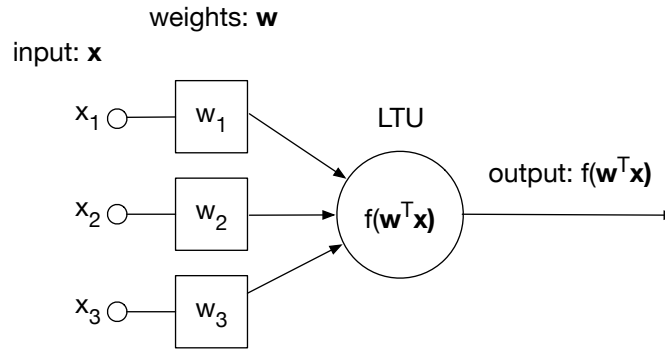 weights: w
input: x
x1
w1
LTU
output: f(wTx)
x2
w2
f(wTx)
x3
w3